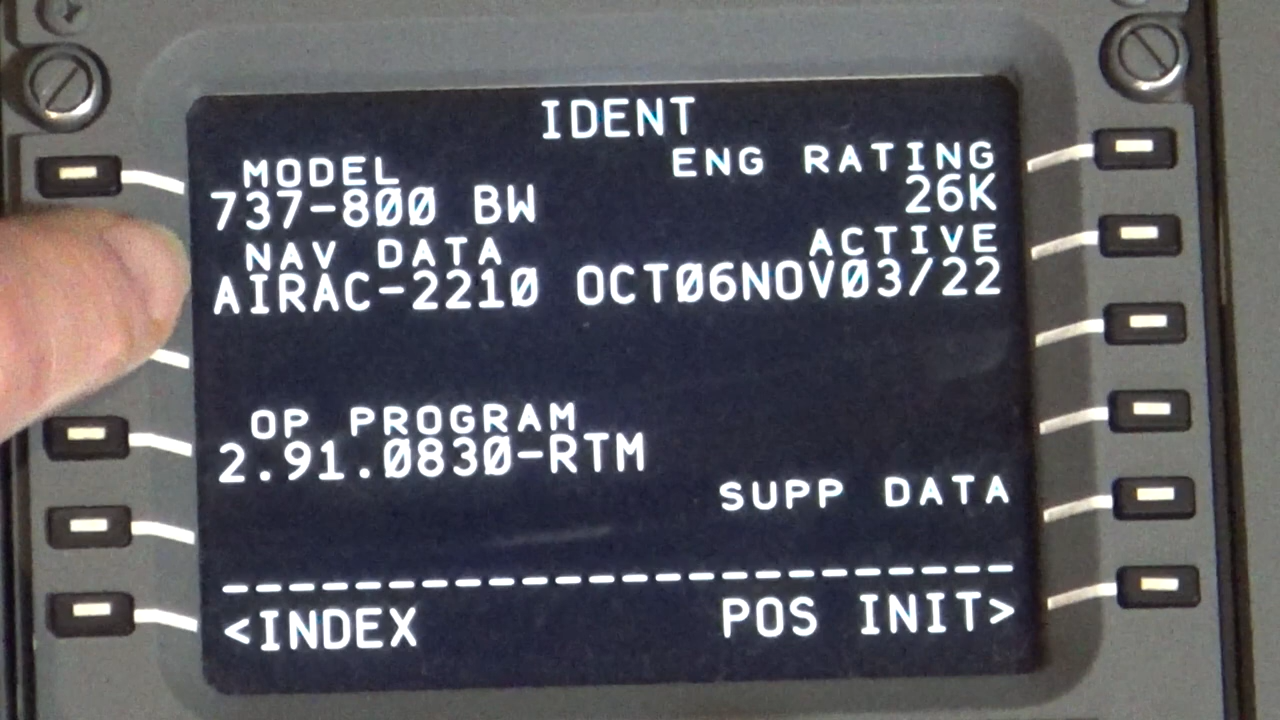 IDENT
MODEL ENG RATING
737-800 BW 26K
NAV DATA ACTIVE
AIRAC-2210 OCT06NOV03/22
OP PROGRAM
2.91.0830-RTM
SUPP DATA
------------------------
<INDEX POS INIT>